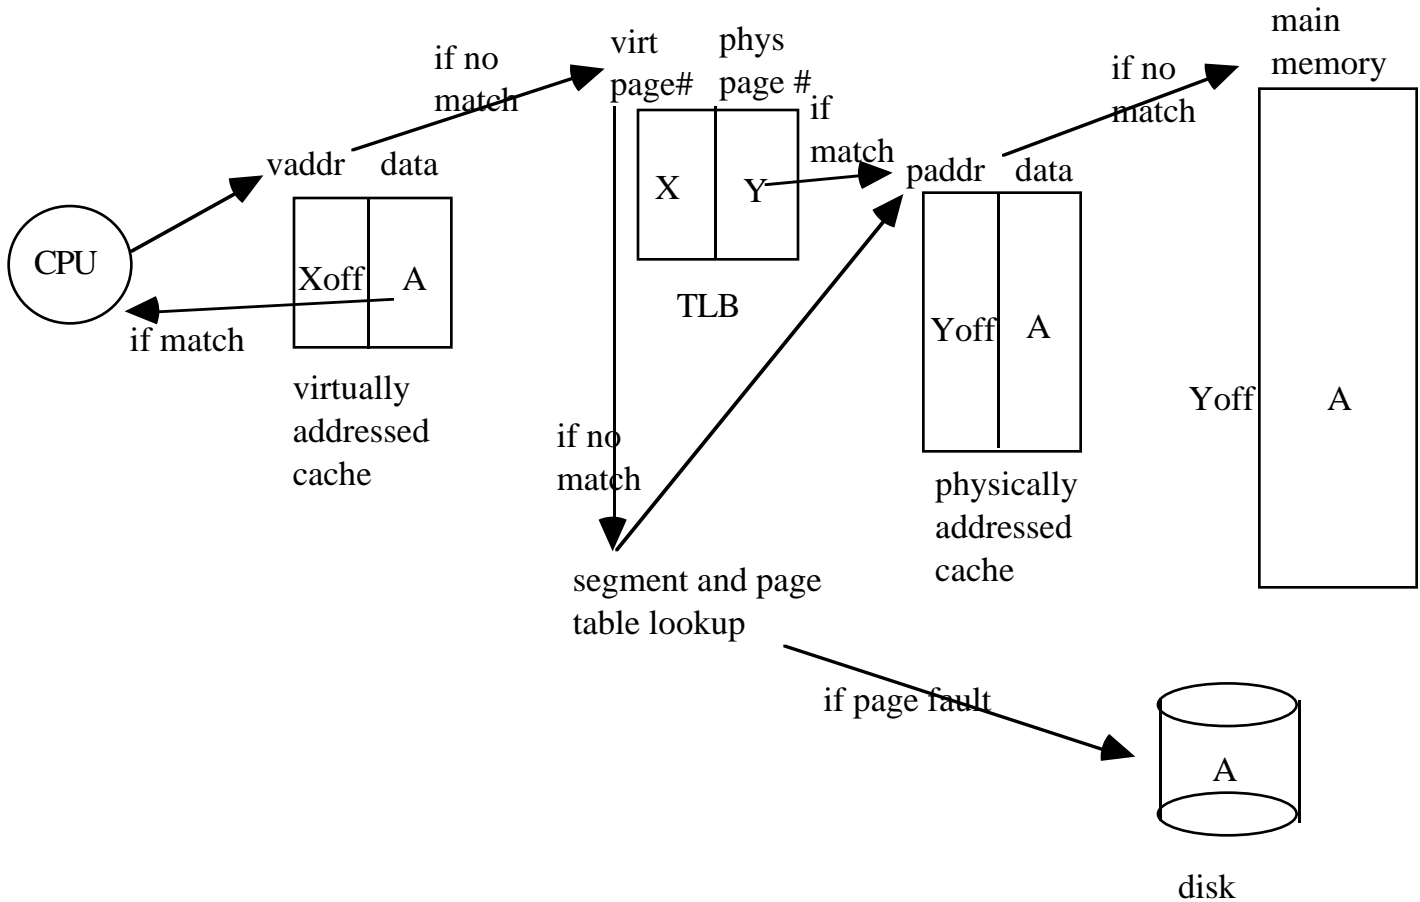 CPU
if match
vaddr data
Xoff A
virtually
addressed
cache
if no
match
virt
page#
phys
page #
X Y
TLB
if
match
if no
match
segment and page
table lookup
if page fault
paddr data
Yoff A
physically
addressed
cache
if no
match
main
memory
Yoff A
A
disk